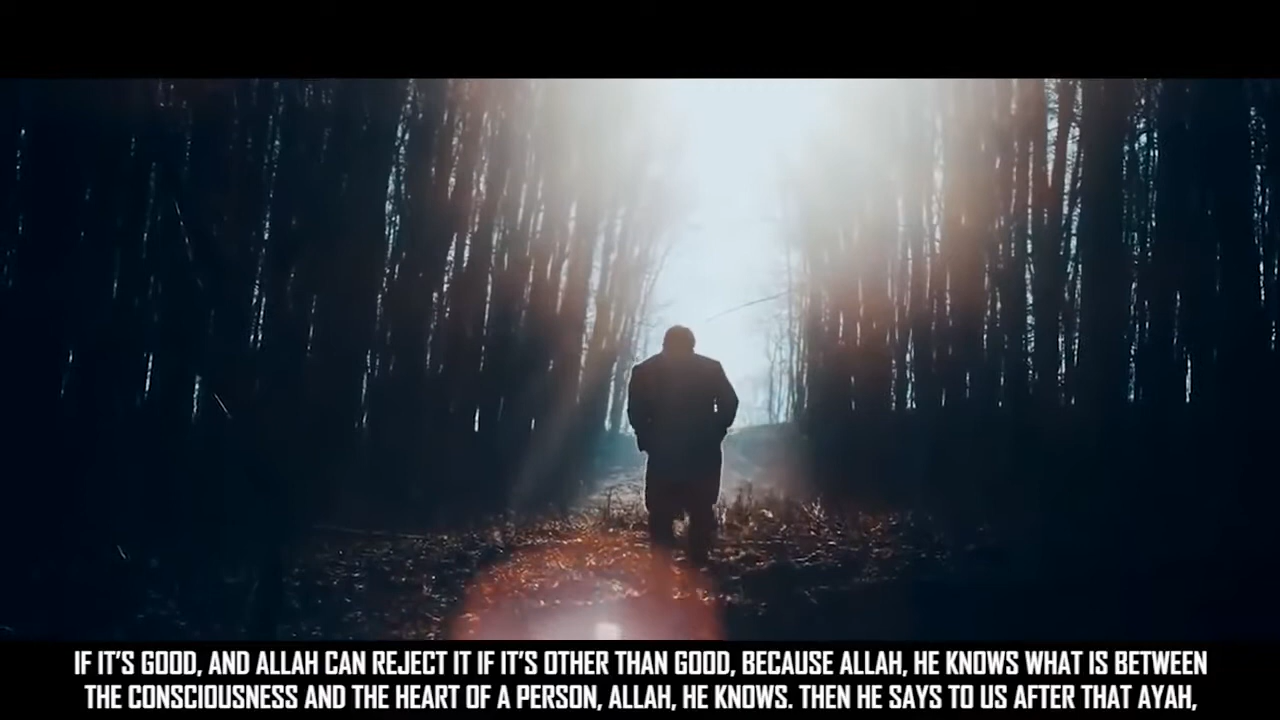 IF IT'S GOOD, AND ALLAH CAN REJECT IT IF IT'S OTHER THAN GOOD, BECAUSE ALLAH, HE KNOWS WHAT IS BETWEEN
THE CONSCIOUSNESS AND THE HEART OF A PERSON, ALLAH, HE KNOWS. THEN HE SAYS TO US AFTER THAT AYAH,